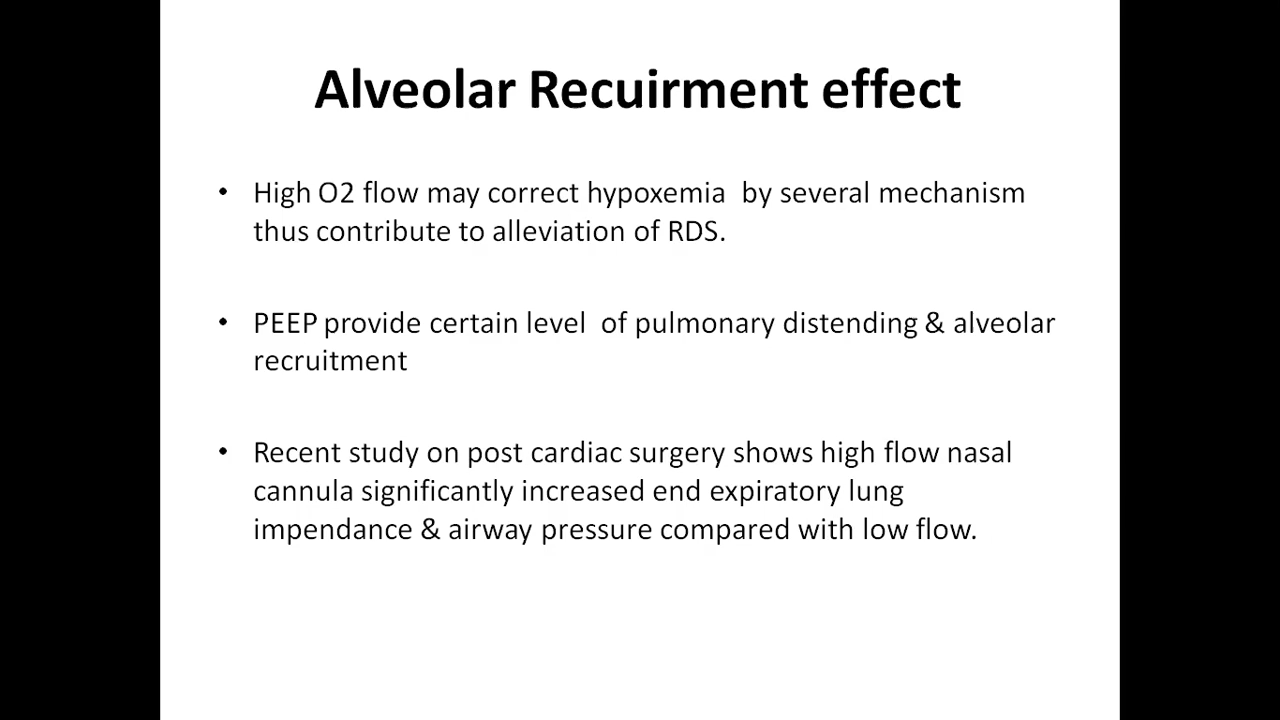 Alveolar Recuirment effect
• High O2 flow may correct hypoxemia by several mechanism
thus contribute to alleviation of RDS.
• PEEP provide certain level of pulmonary distending & alveolar
recruitment
• Recent study on post cardiac surgery shows high flow nasal
cannula significantly increased end expiratory lung
impendance & airway pressure compared with low flow.